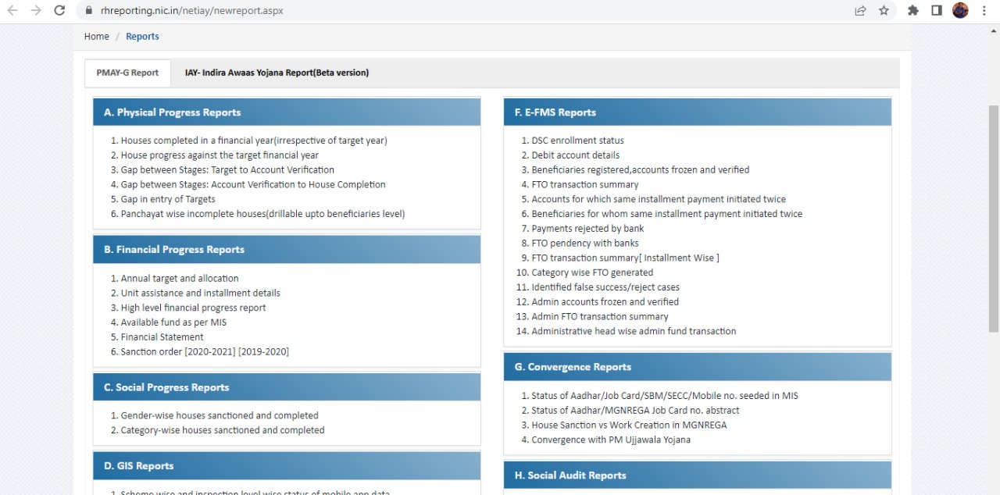 rhreporting.nic.in/netiay/newreport.aspx
Home / Reports
PMAY-G Report
IAY- Indira Awaas Yojana Report(Beta version)
A. Physical Progress Reports
1. Houses completed in a financial year(irrespective of target year)
2. House progress against the target financial year
3. Gap between Stages: Target to Account Verification
4. Gap between Stages: Account Verification to House Completion
5. Gap in entry of Targets
6. Panchayat wise incomplete houses(drillable upto beneficiaries level)
B. Financial Progress Reports
1. Annual target and allocation
2. Unit assistance and installment details
3. High level financial progress report
4. Available fund as per MIS
5. Financial Statement
6. Sanction order [2020-2021] [2019-2020]
C. Social Progress Reports
1. Gender-wise houses sanctioned and completed
2. Category-wise houses sanctioned and completed
D. GIS Reports
1. Scheme wise and inspection level wise status of mobile app data
F. E-FMS Reports
1. DSC enrollment status
2. Debit account details
3. Beneficiaries registered,accounts frozen and verified
4. FTO transaction summary
5. Accounts for which same installment payment initiated twice
6. Beneficiaries for whom same installment payment initiated twice
7. Payments rejected by bank
8. FTO pendency with banks
9. FTO transaction summary[ Installment Wise ]
10. Category wise FTO generated
11. Identified false success/reject cases
12. Admin accounts frozen and verified
13. Admin FTO transaction summary
14. Administrative head wise admin fund transaction
G. Convergence Reports
1. Status of Aadhar/Job Card/SBM/SECC/Mobile no. seeded in MIS
2. Status of Aadhar/MGNREGA Job Card no. abstract
3. House Sanction vs Work Creation in MGNREGA
4. Convergence with PM Ujjawala Yojana
H. Social Audit Reports